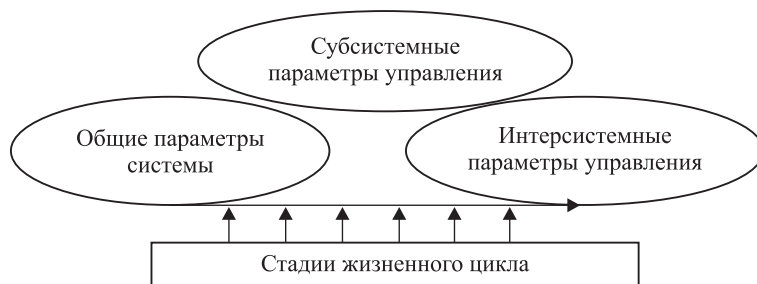 Субсистемные
параметры управления
Общие параметры
системы
Интерсистемные
параметры управления
Стадии жизненного цикла